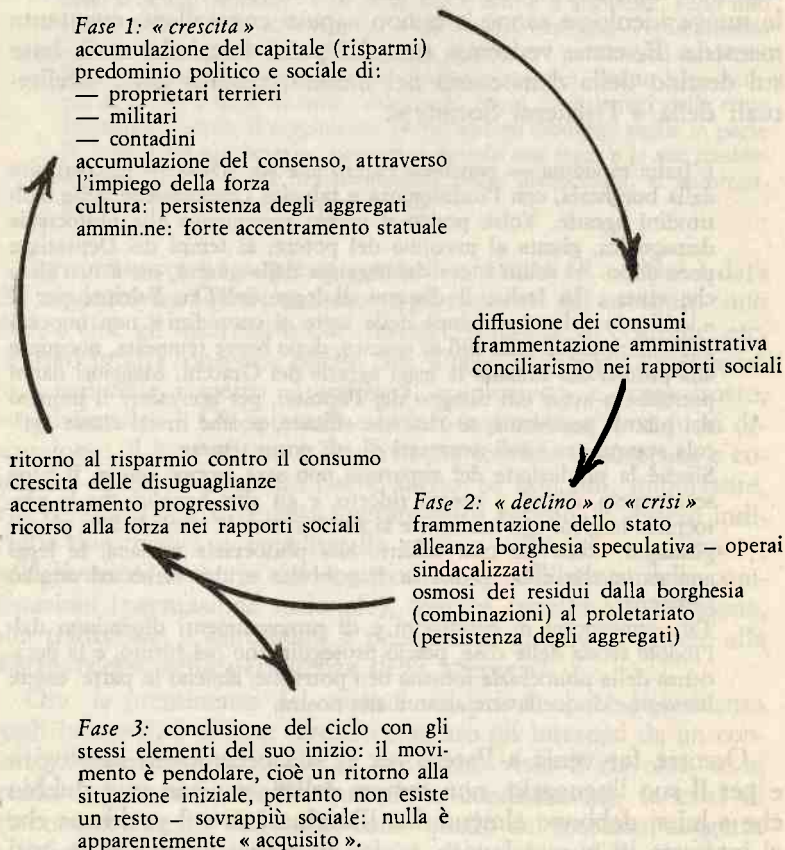 Fase 1: « crescita »
accumulazione del capitale (risparmi)
predominio politico e sociale di:
— proprietari terrieri
— militari
— contadini
accumulazione del consenso, attraverso
l'impiego della forza
cultura: persistenza degli aggregati
ammin.ne: forte accentramento statuale
diffusione dei consumi
frammentazione amministrativa
conciliarismo nei rapporti sociali
ritorno al risparmio contro il consumo
crescita delle disuguaglianze
accentramento progressivo
ricorso alla forza nei rapporti sociali
Fase 2: « declino » o « crisi »
frammentazione dello stato
alleanza borghesia speculativa – operai
sindacalizzati
osmosi dei residui dalla borghesia
(combinazioni) al proletariato
(persistenza degli aggregati)
Fase 3: conclusione del ciclo con gli
stessi elementi del suo inizio: il movi-
mento è pendolare, cioè un ritorno alla
situazione iniziale, pertanto non esiste
un resto – sovrappiù sociale: nulla è
apparentemente « acquisito ».